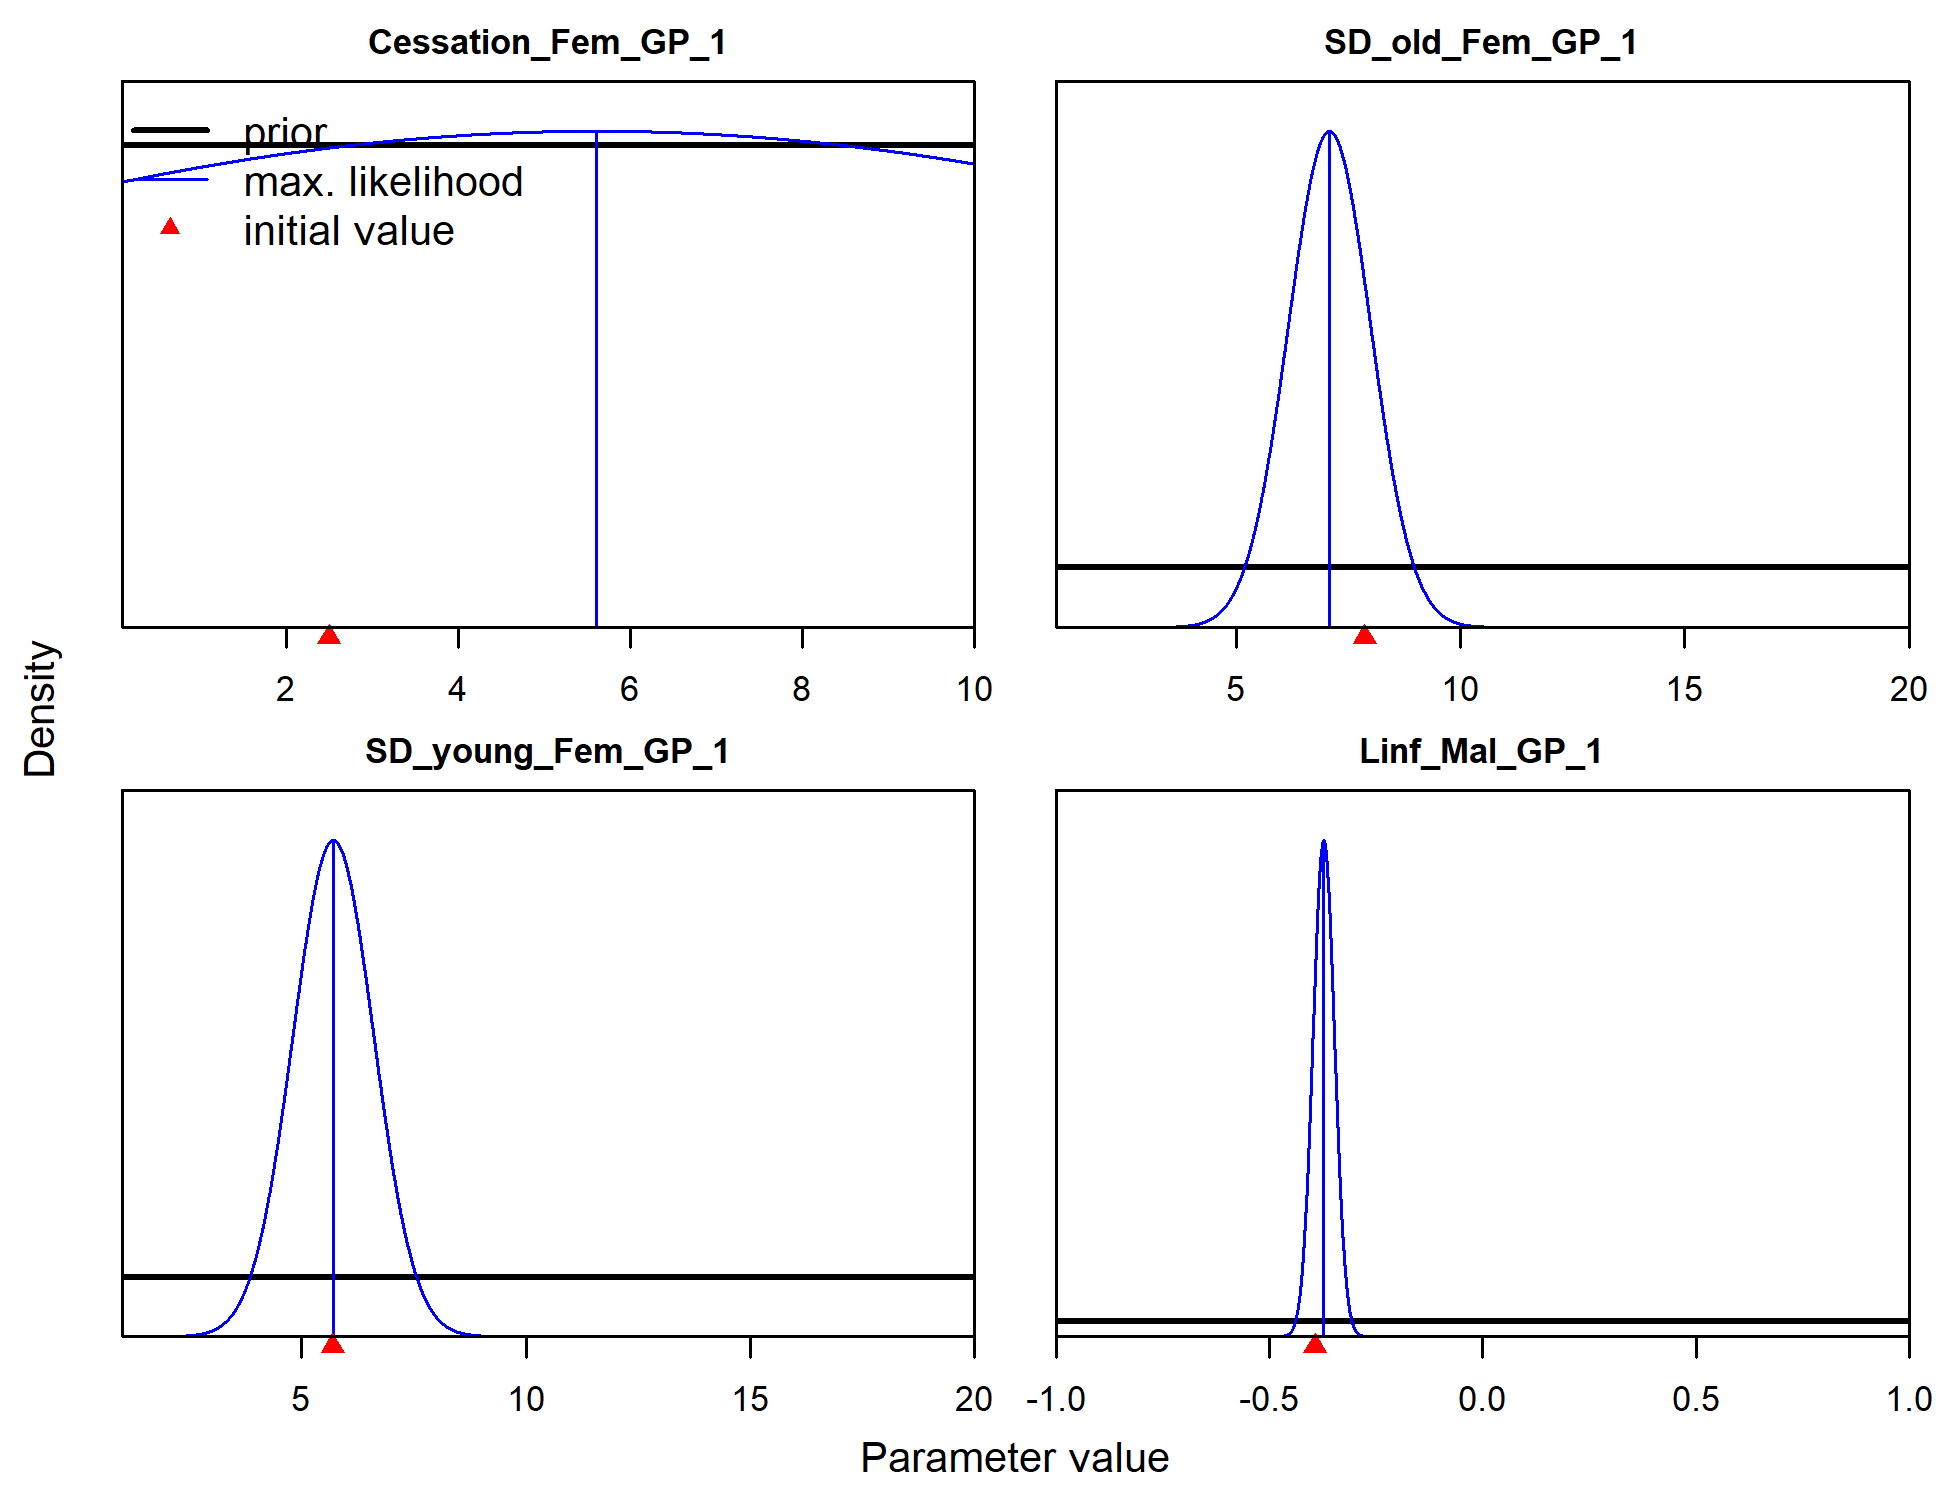 Cessation_Fem_GP_1
SD_old_Fem_GP_1
prior
max. likelihood
initial value
2 4 6 8 10
5 10 15 20
Density
SD_young_Fem_GP_1
Linf_Mal_GP_1
5 10 15 20
-1.0 -0.5 0.0 0.5 1.0
Parameter value